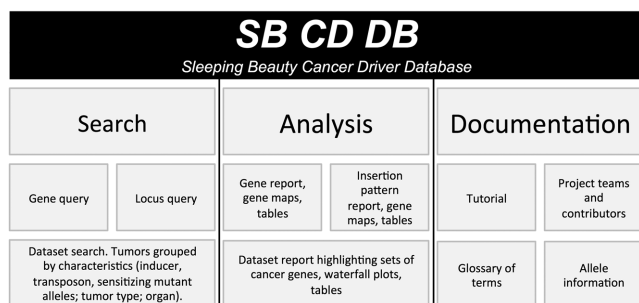 SB CD DB
Sleeping Beauty Cancer Driver Database
Search
Analysis
Documentation
Gene query
Locus query
Gene report,
gene maps,
tables
Insertion
pattern
report, gene
maps, tables
Tutorial
Project teams
and
contributors
Dataset search. Tumors grouped
by characteristics (inducer,
transposon, sensitizing mutant
alleles; tumor type; organ).
Dataset report highlighting sets of
cancer genes, waterfall plots,
tables
Glossary of
terms
Allele
information